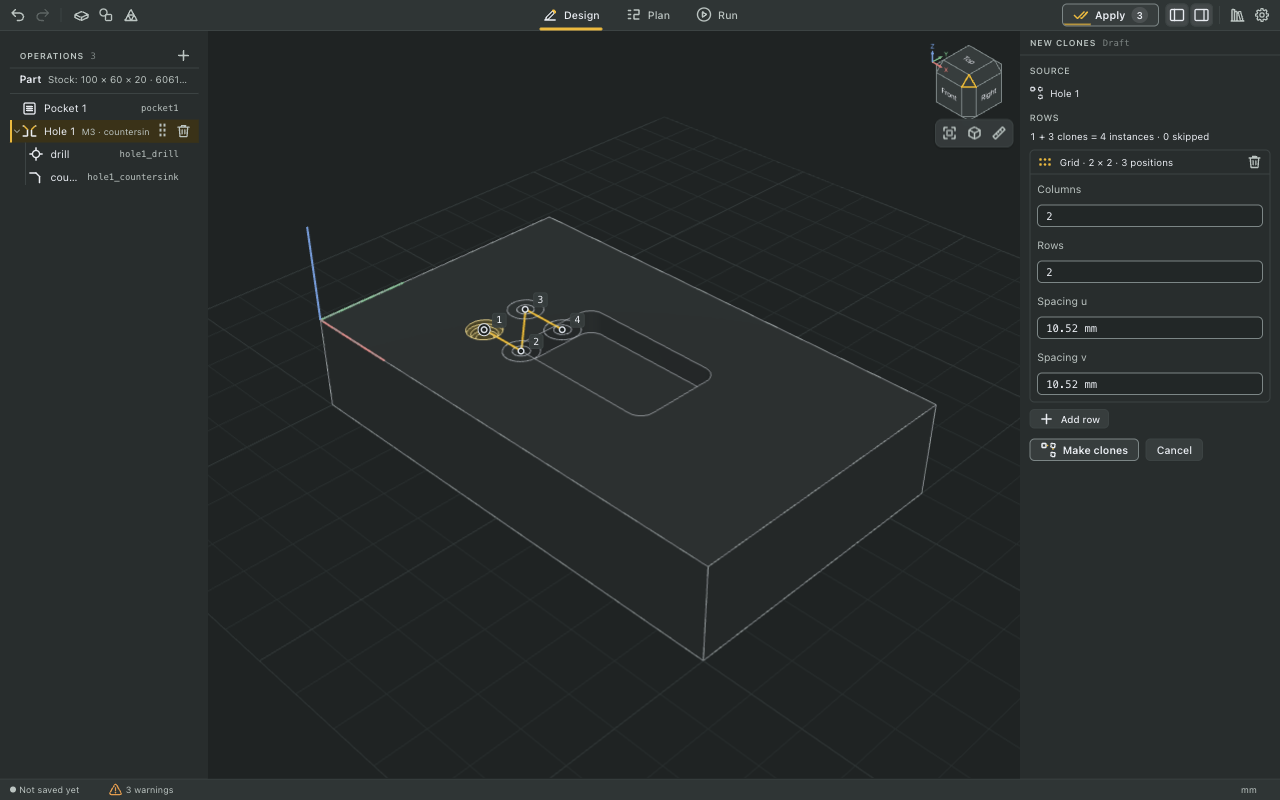 Design
Plan
Run
Apply 3
OPERATIONS 3
Part Stock: 100 × 60 × 20 · 6061...
Pocket 1 pocket1
Hole 1 M3 · countersin
drill hole1_drill
cou... hole1_countersink
1
2
3
4
Z
Y
X
Top
Front
Right
NEW CLONES Draft
SOURCE
Hole 1
ROWS
1 + 3 clones = 4 instances · 0 skipped
Grid · 2 × 2 · 3 positions
Columns
2
Rows
2
Spacing u
10.52 mm
Spacing v
10.52 mm
Add row
Make clones
Cancel
Not saved yet
3 warnings
mm